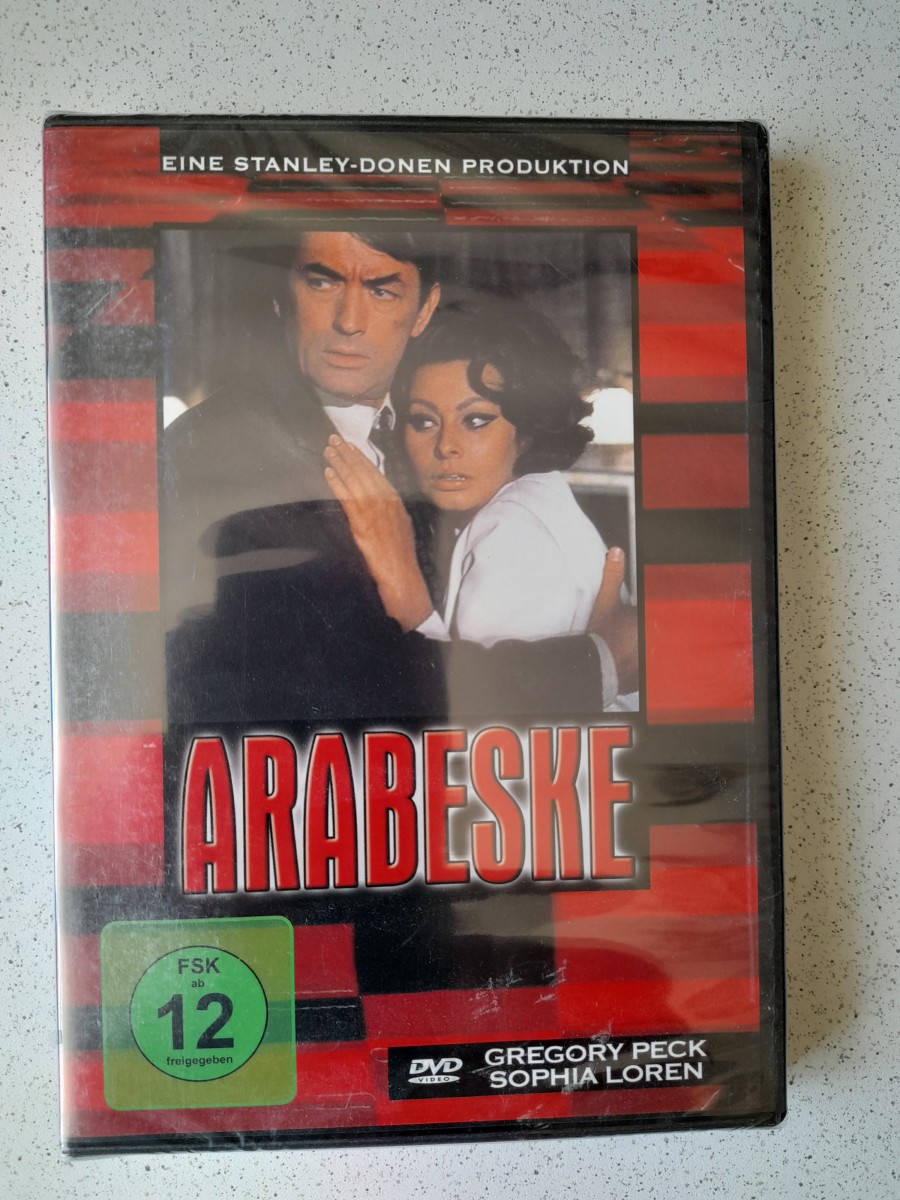 EINE STANLEY-DONEN PRODUKTION
ARABESKE
FSK
ab
12
freigegeben
DVD
VIDEO
GREGORY PECK
SOPHIA LOREN